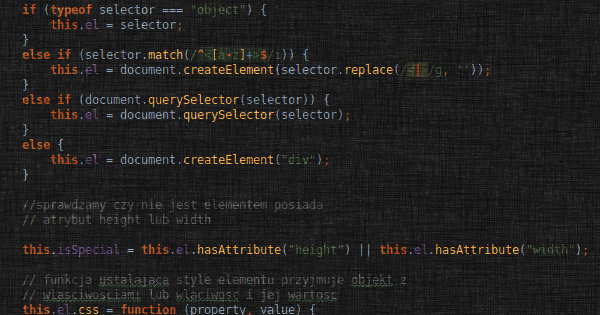 if (typeof selector === "object") {
this.el = selector;
}
else if (selector.match(/^<[a-z]+>$/i)) {
this.el = document.createElement(selector.replace(/<|>/g, ''));
}
else if (document.querySelector(selector)) {
this.el = document.querySelector(selector);
}
else {
this.el = document.createElement("div");
}
//sprawdzamy czy nie jest elementem posiada
// atrybut height lub width
this.isSpecial = this.el.hasAttribute("height") || this.el.hasAttribute("width");
// funkcja ustalająca style elementu przyjmuje objekt z
// wlasciwosciami lub wlaciwosc i jej wartosc
this.el.css = function (property, value) {